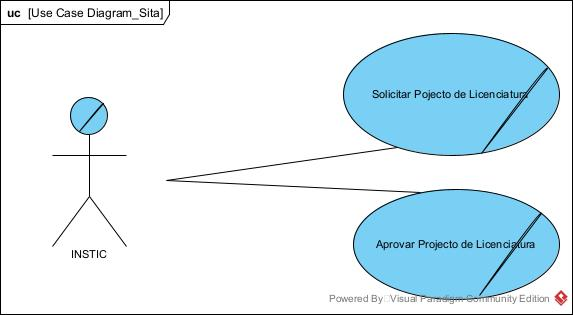 uc [Use Case Diagram_Sita]
Solicitar Pojecto de Licenciatura
Aprovar Projecto de Licenciatura
INSTIC
Powered By Visual Paradigm Community Edition